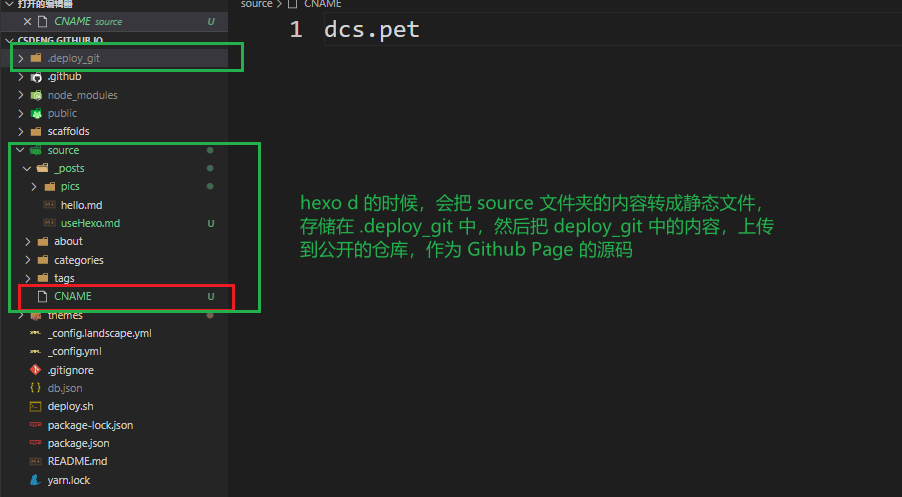 打开的编辑器
CNAME source U
source > CNAME
CSDENG.GITHUB.IO
1 dcs.pet
.deploy_git
.github
node_modules
public
scaffolds
source
_posts
pics
hello.md
useHexo.md U
about
categories
tags
CNAME U
themes
_config.landscape.yml
_config.yml
.gitignore
db.json
deploy.sh
package-lock.json
package.json
README.md
yarn.lock
hexo d 的时候，会把 source 文件夹的内容转成静态文件，
存储在 .deploy_git 中，然后把 deploy_git 中的内容，上传
到公开的仓库，作为 Github Page 的源码